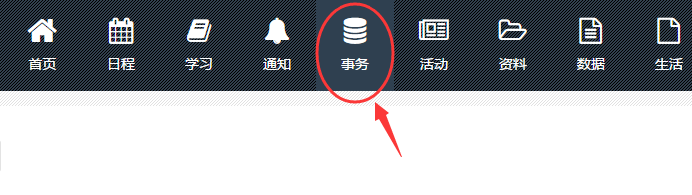 首页 日程 学习 通知 事务 活动 资料 数据 生活